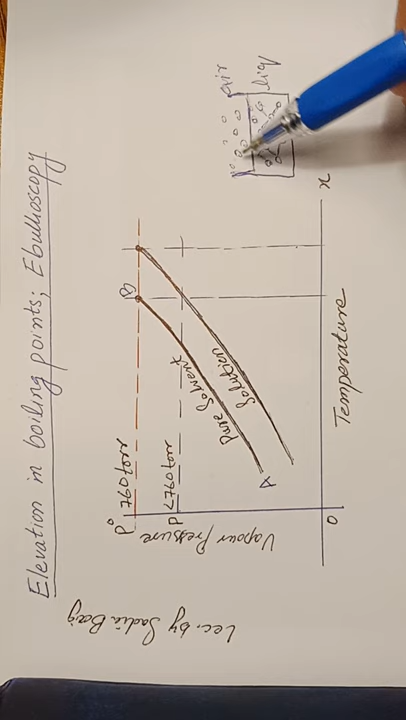 Elevation in boiling points; Ebullioscopy
Lec. by Sadia Baig
air
liq
P° 760 torr
P <760 torr
B
Pure Solvent
Solution
A
Vapour Pressure
0
Temperature
x